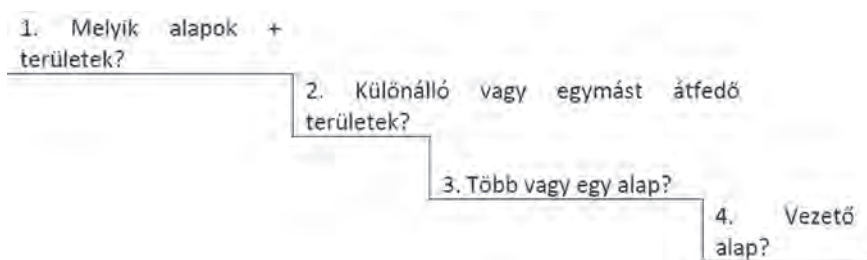 1. Melyik alapok +
területek?
2. Különálló vagy egymást átfedő
területek?
3. Több vagy egy alap?
4. Vezető
alap?